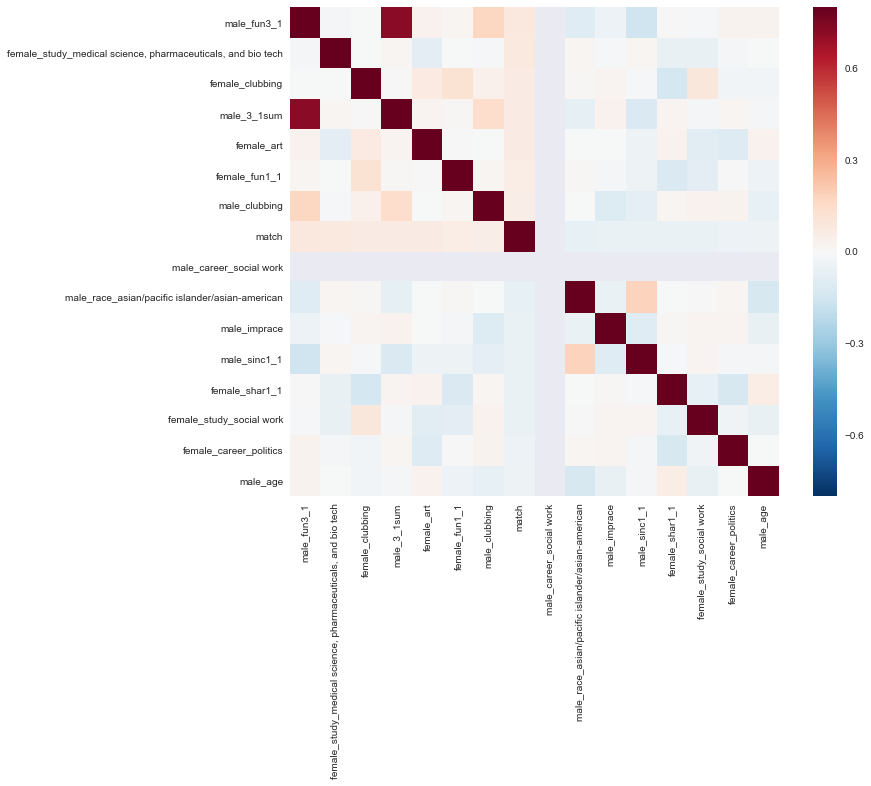 male_fun3_1
female_study_medical science, pharmaceuticals, and bio tech
female_clubbing
male_3_1sum
female_art
female_fun1_1
male_clubbing
match
male_career_social work
male_race_asian/pacific islander/asian-american
male_imprace
male_sinc1_1
female_shar1_1
female_study_social work
female_career_politics
male_age
male_fun3_1
female_study_medical science, pharmaceuticals, and bio tech
female_clubbing
male_3_1sum
female_art
female_fun1_1
male_clubbing
match
male_career_social work
male_race_asian/pacific islander/asian-american
male_imprace
male_sinc1_1
female_shar1_1
female_study_social work
female_career_politics
male_age
0.6
0.3
0.0
−0.3
−0.6